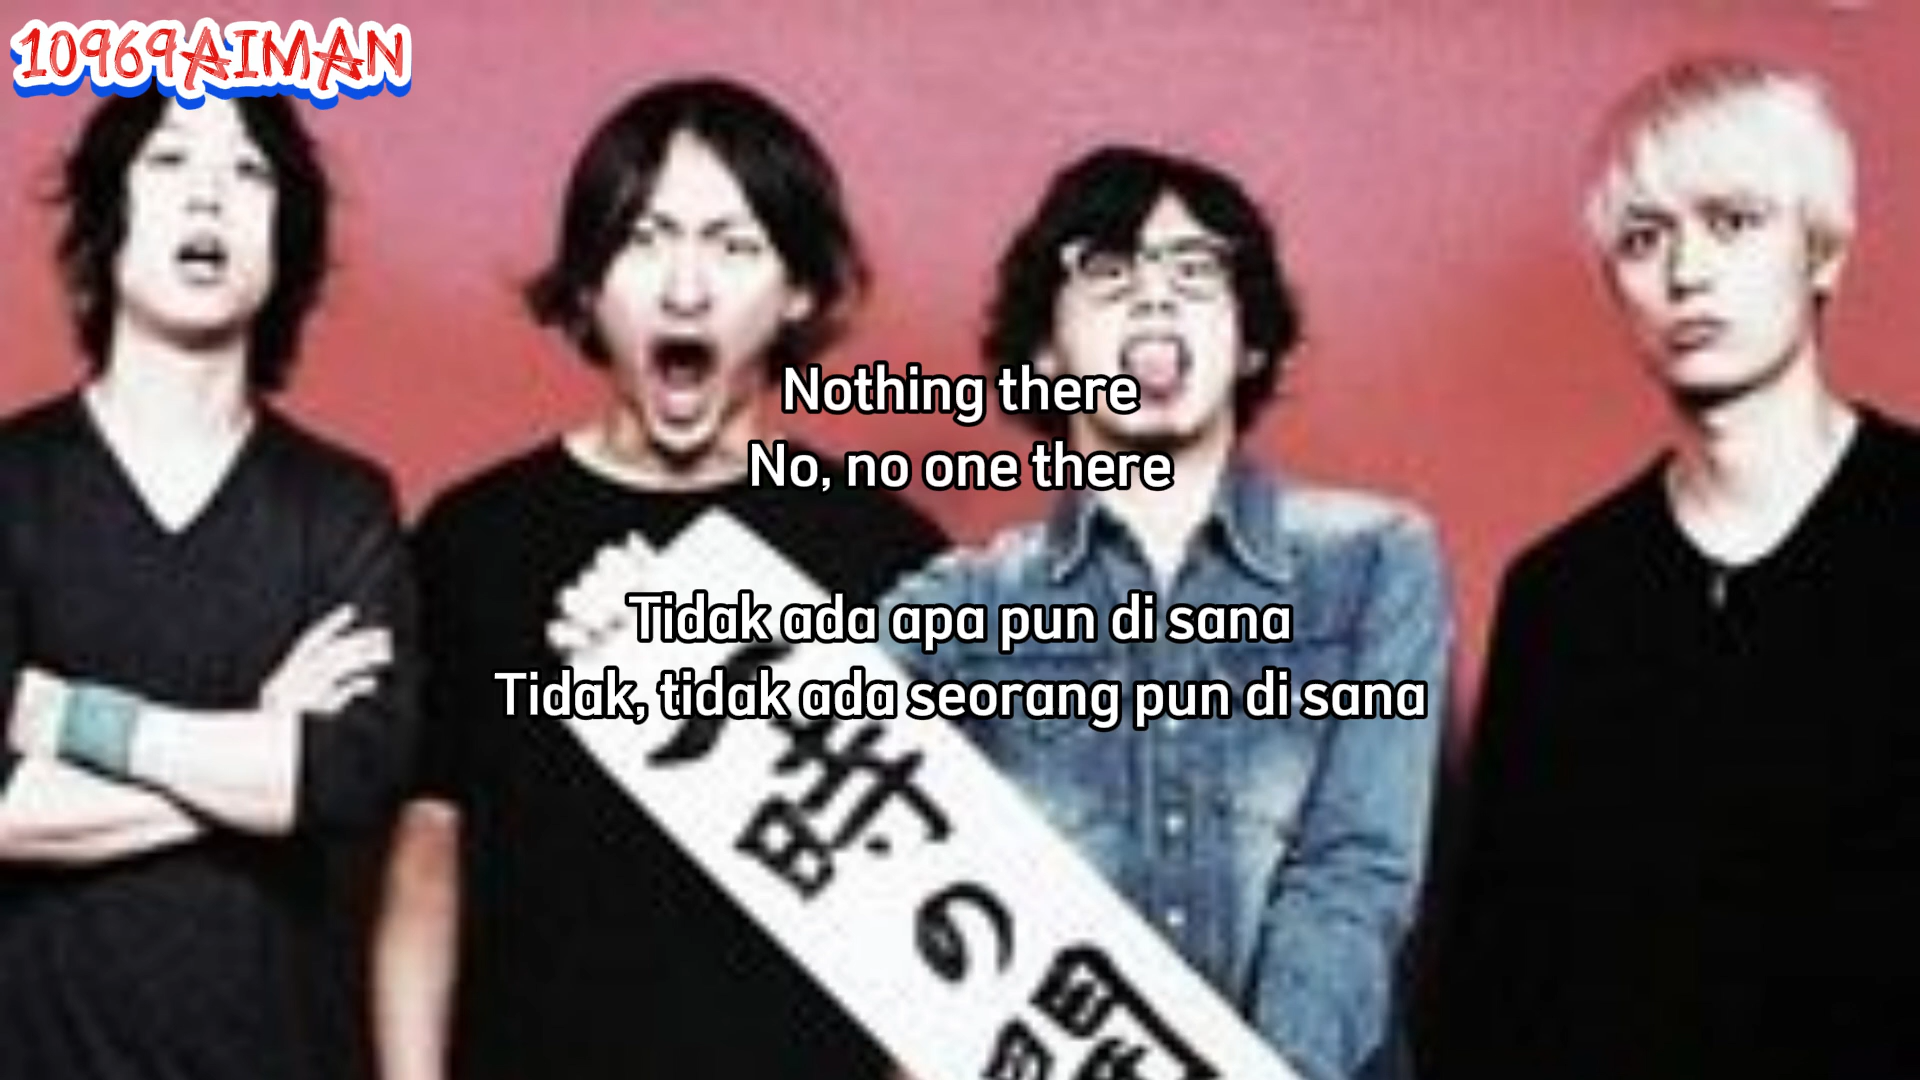 10969AIMAN
Nothing there
No, no one there
Tidak ada apa pun di sana
Tidak, tidak ada seorang pun di sana
の